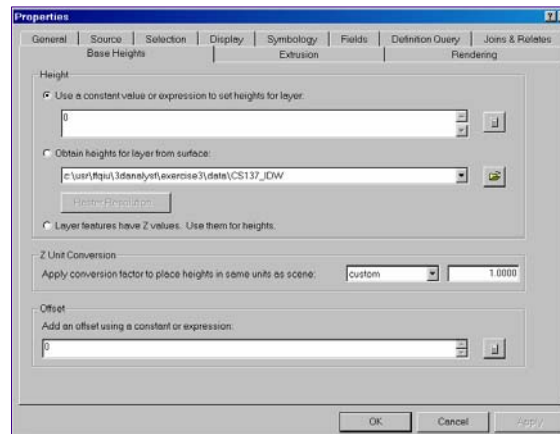 Properties
General Source Selection Display Symbology Fields Definition Query Joins & Relates
Base Heights Extrusion Rendering
Height
Use a constant value or expression to set heights for layer:
0
Obtain heights for layer from surface:
c:\usr\ffqiu\3danalyst\exercise3\data\CS137_IDW
Raster Resolution...
Layer features have Z values. Use them for heights.
Z Unit Conversion
Apply conversion factor to place heights in same units as scene:
custom 1.0000
Offset
Add an offset using a constant or expression:
0
OK Cancel Apply